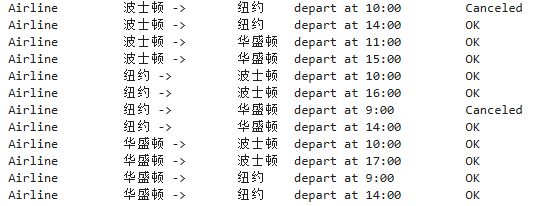 Airline 波士顿 -> 纽约 depart at 10:00 Canceled
Airline 波士顿 -> 纽约 depart at 14:00 OK
Airline 波士顿 -> 华盛顿 depart at 11:00 OK
Airline 波士顿 -> 华盛顿 depart at 15:00 OK
Airline 纽约 -> 波士顿 depart at 10:00 OK
Airline 纽约 -> 波士顿 depart at 16:00 OK
Airline 纽约 -> 华盛顿 depart at 9:00 Canceled
Airline 纽约 -> 华盛顿 depart at 14:00 OK
Airline 华盛顿 -> 波士顿 depart at 10:00 OK
Airline 华盛顿 -> 波士顿 depart at 17:00 OK
Airline 华盛顿 -> 纽约 depart at 9:00 OK
Airline 华盛顿 -> 纽约 depart at 14:00 OK